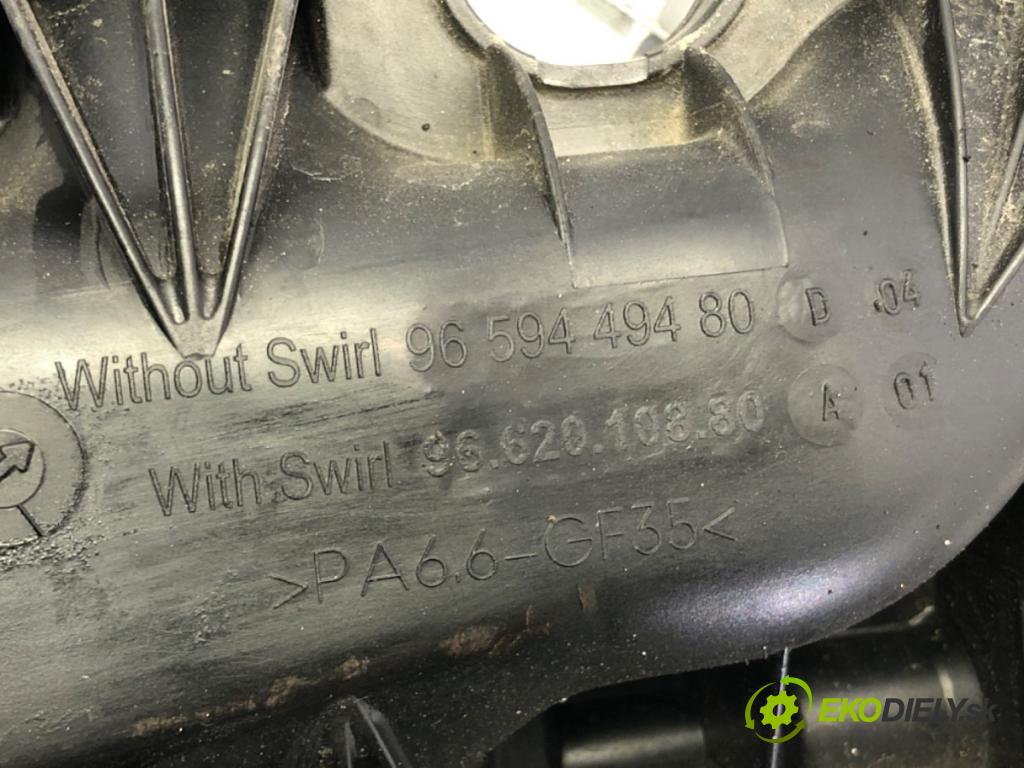 Without Swirl 96 594 494 80 D .04
With Swirl 96.620.108.80 A 01
>PA6.6-GF35<
EKODIELY.sk